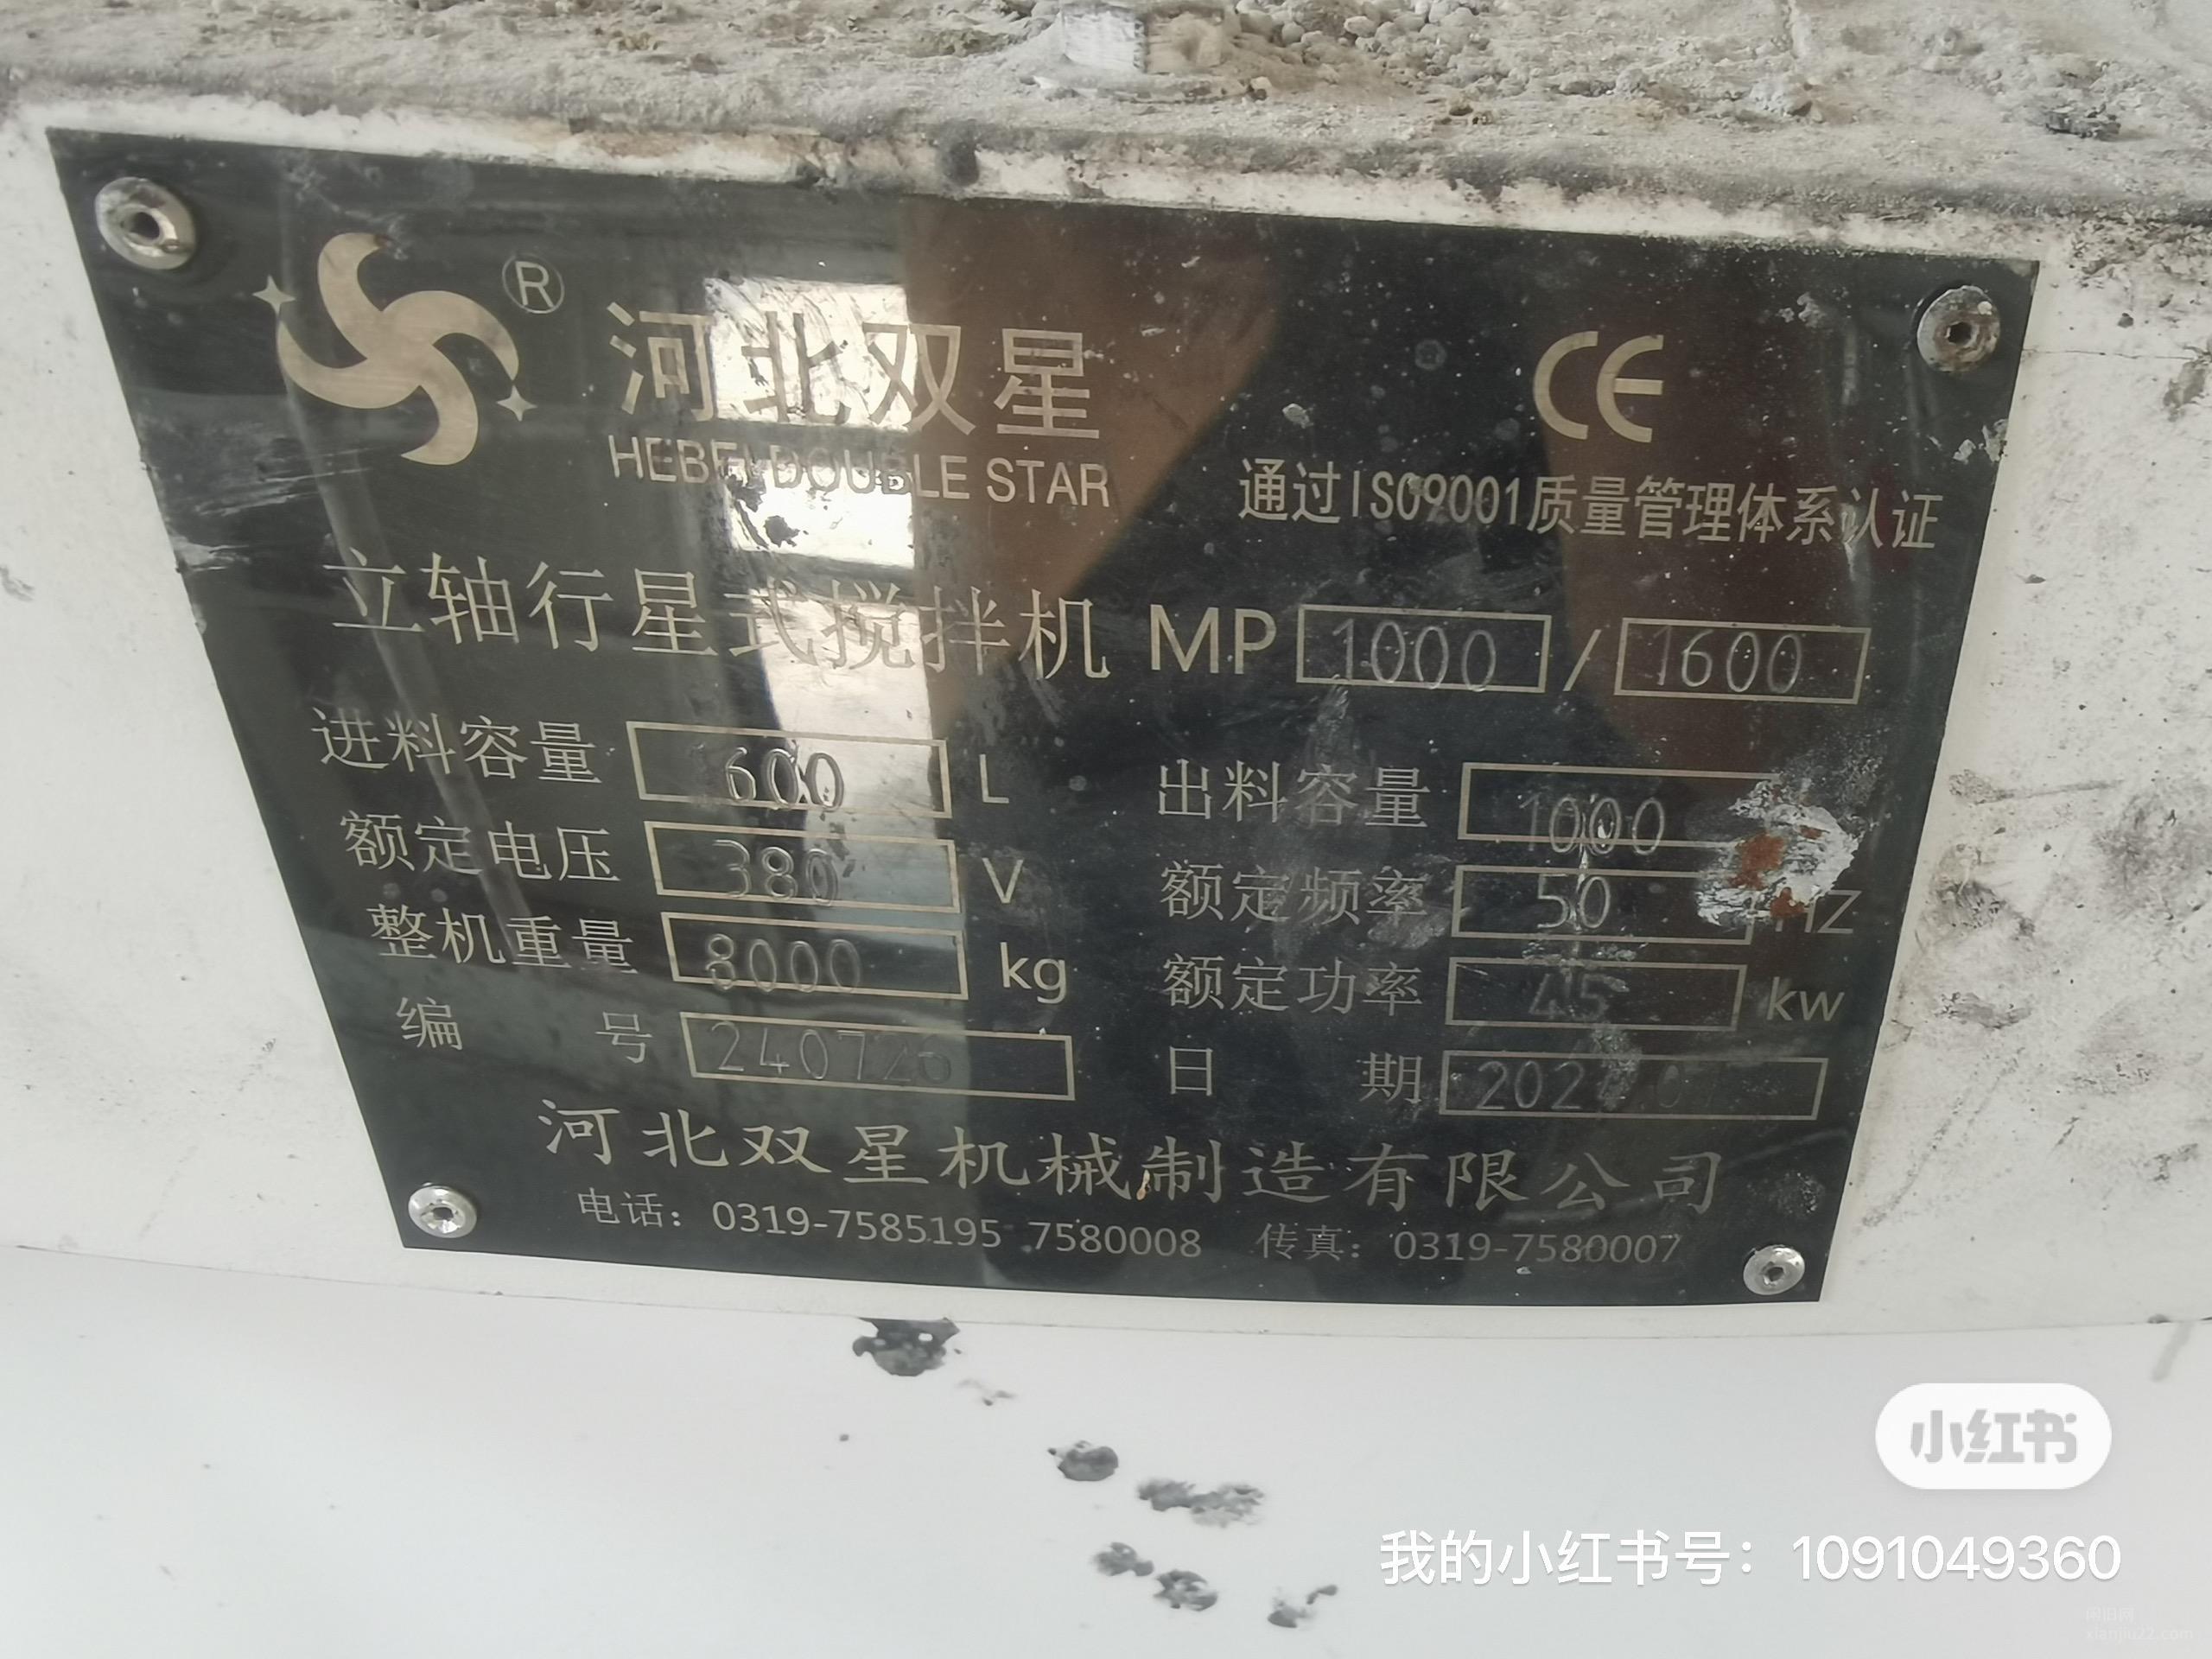 ®
河北双星
HEBEI DOUBLE STAR
CE
通过ISO9001质量管理体系认证
立轴行星式搅拌机 MP 1000 / 1600
进料容量 1600 L 出料容量 1000
额定电压 380 V 额定频率 50 HZ
整机重量 8000 kg 额定功率 45 kw
编号 240726 日期 2024.07
河北双星机械制造有限公司
电话：0319-7585195 7580008 传真：0319-7580007
小红书
我的小红书号：1091049360
xianjiu22.com